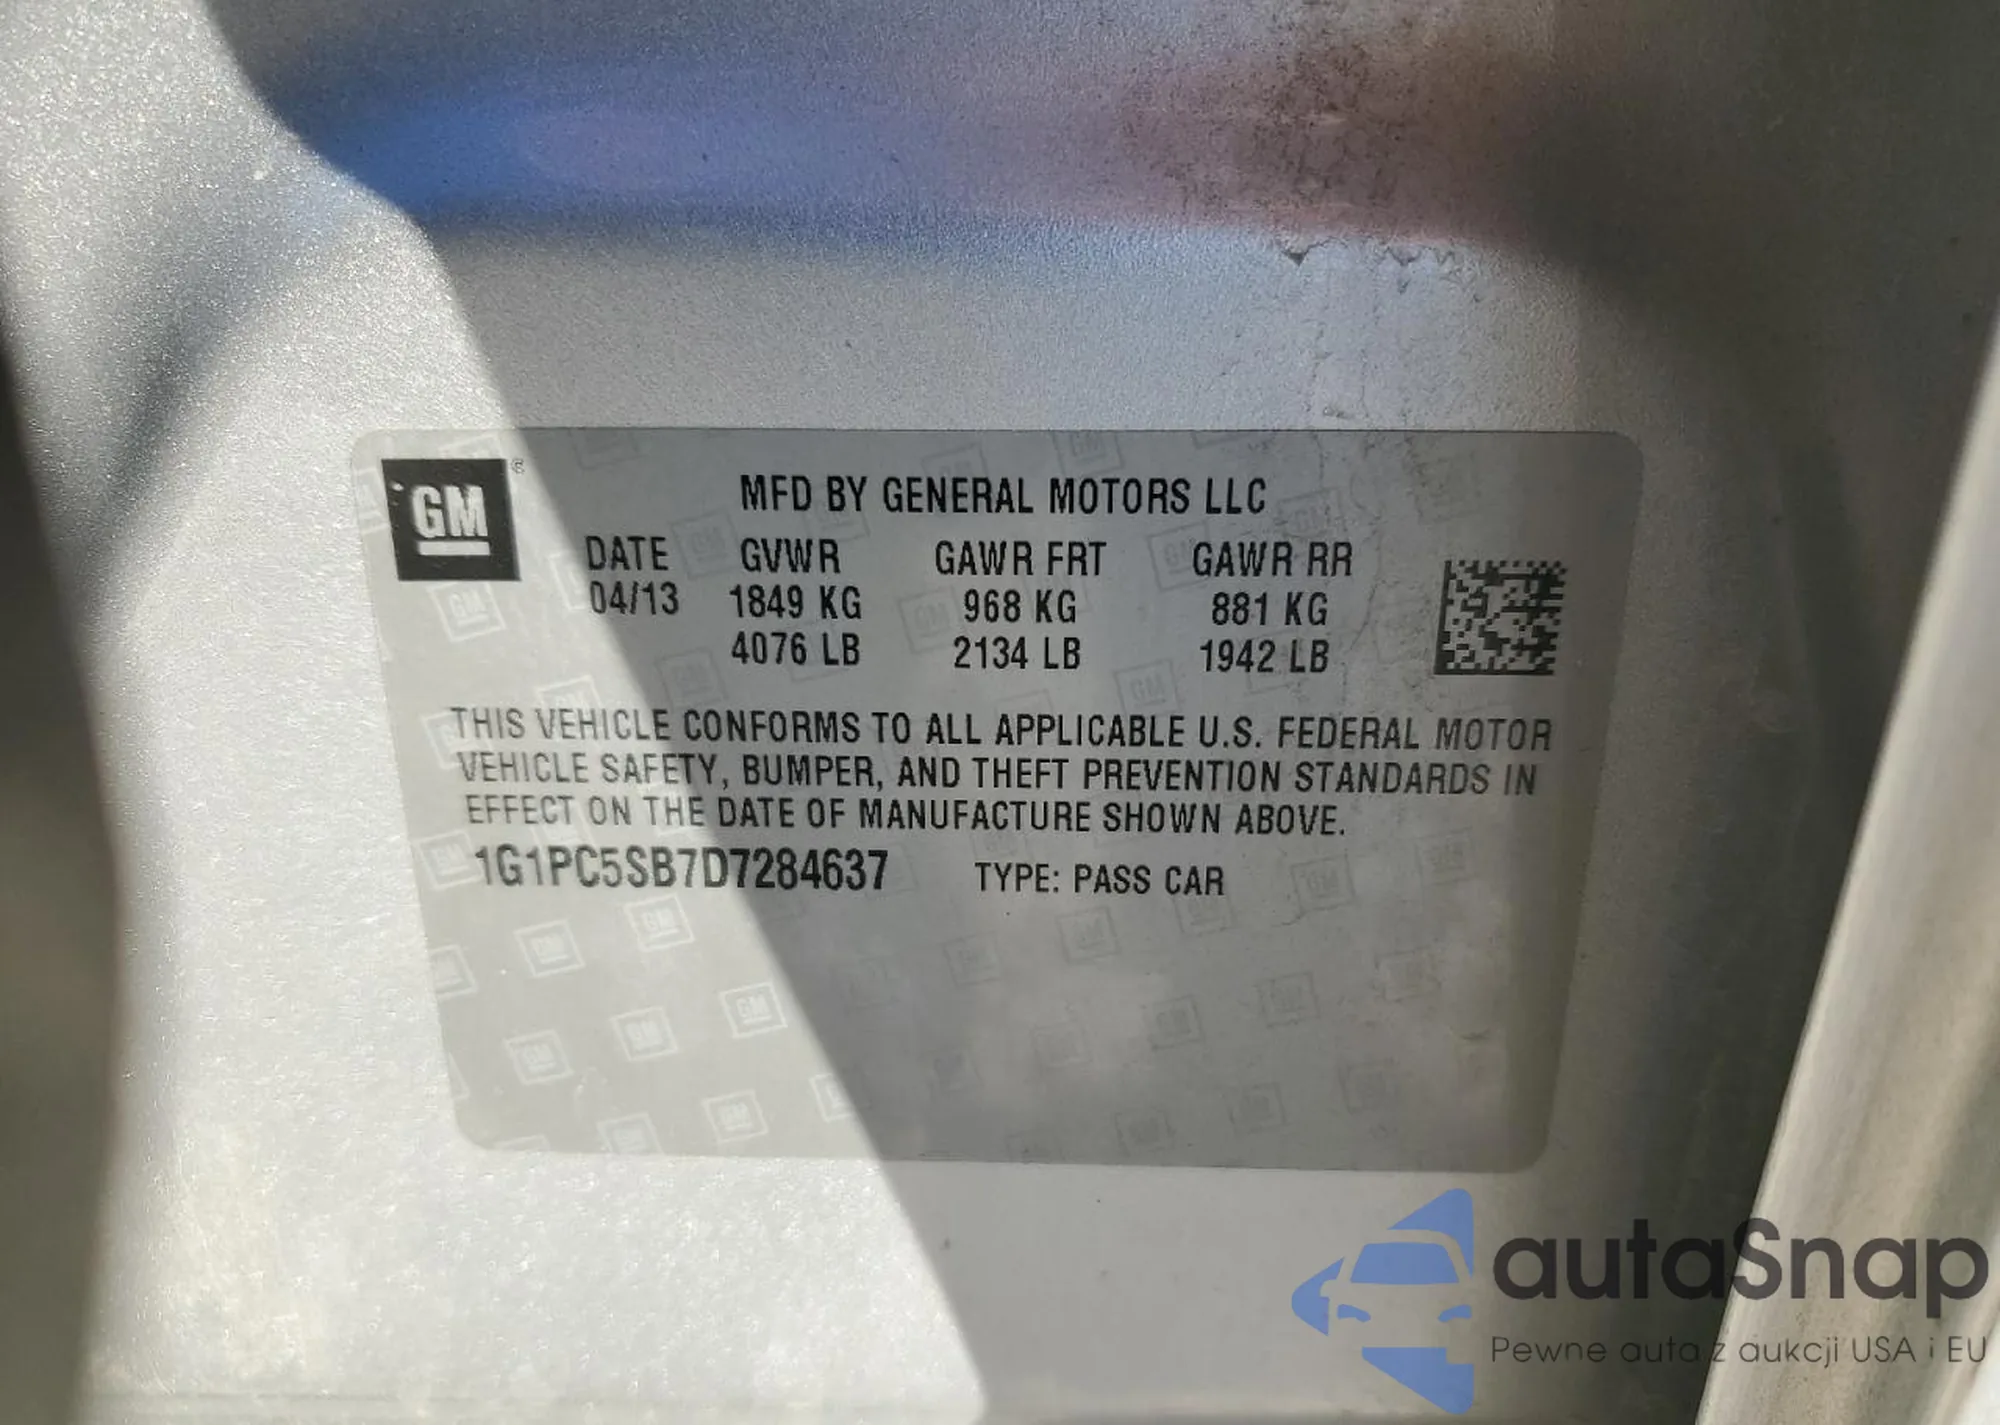 GM®
MFD BY GENERAL MOTORS LLC
DATE GVWR GAWR FRT GAWR RR
04/13 1849 KG 968 KG 881 KG
4076 LB 2134 LB 1942 LB
THIS VEHICLE CONFORMS TO ALL APPLICABLE U.S. FEDERAL MOTOR
VEHICLE SAFETY, BUMPER, AND THEFT PREVENTION STANDARDS IN
EFFECT ON THE DATE OF MANUFACTURE SHOWN ABOVE.
1G1PC5SB7D7284637 TYPE: PASS CAR
autaSnap
Pewne auta z aukcji USA i EU